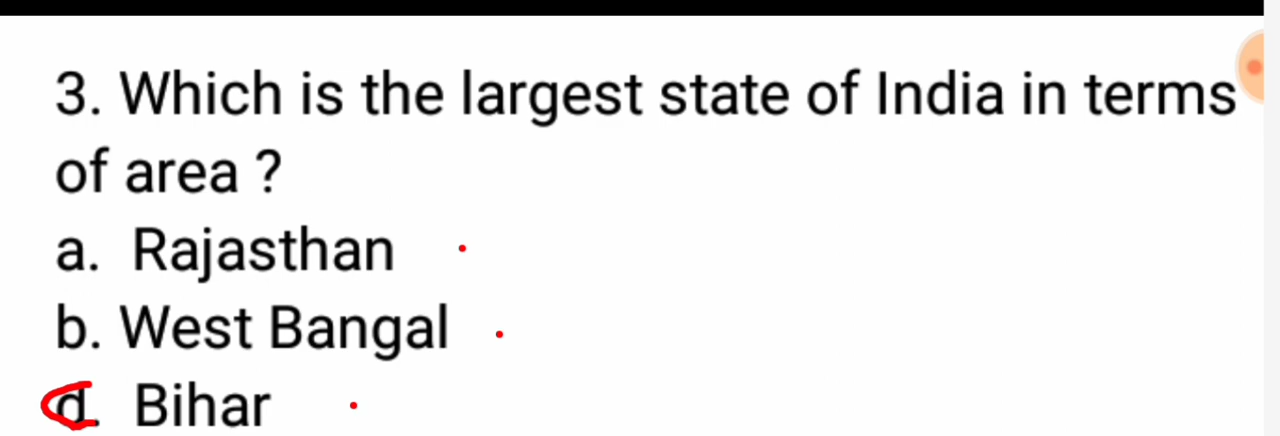 3. Which is the largest state of India in terms
of area ?
a. Rajasthan
b. West Bangal
d. Bihar